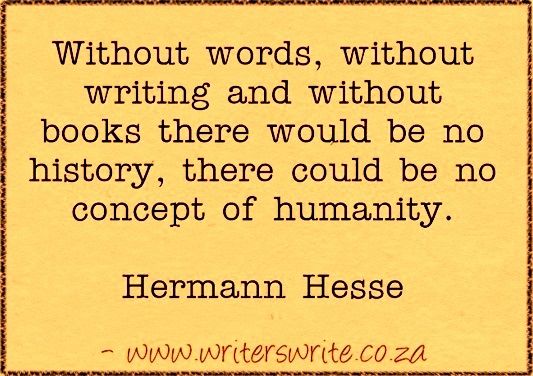 Without words, without
writing and without
books there would be no
history, there could be no
concept of humanity.
Hermann Hesse
- www.writerswrite.co.za